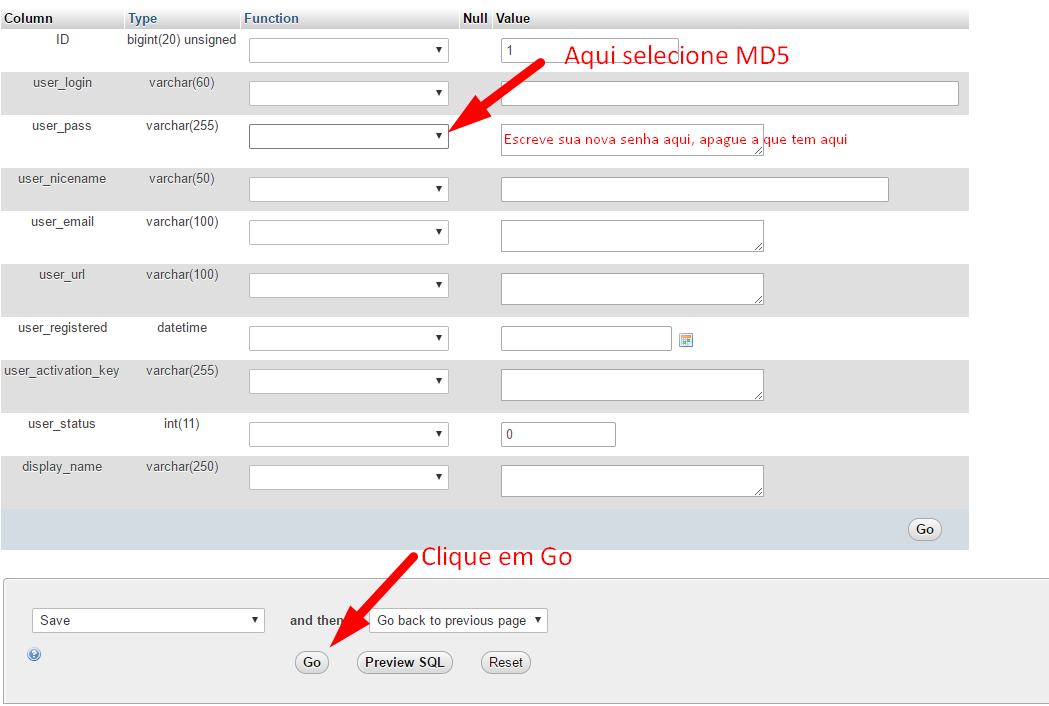 Column Type Function Null Value
ID bigint(20) unsigned 1
Aqui selecione MD5
user_login varchar(60)
user_pass varchar(255) Escreve sua nova senha aqui, apague a que tem aqui
user_nicename varchar(50)
user_email varchar(100)
user_url varchar(100)
user_registered datetime
user_activation_key varchar(255)
user_status int(11) 0
display_name varchar(250)
Go
Clique em Go
Save and then Go back to previous page
Go Preview SQL Reset